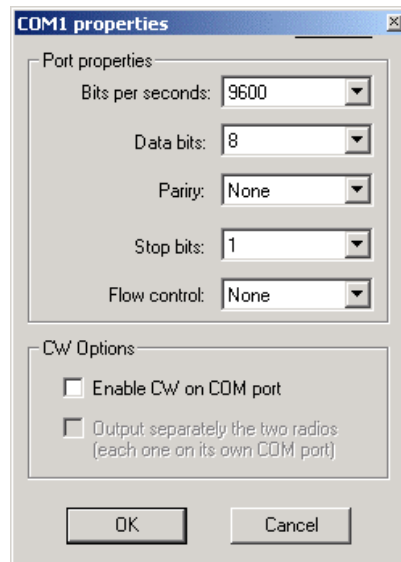 COM1 properties
Port properties
Bits per seconds: 9600
Data bits: 8
Pariry: None
Stop bits: 1
Flow control: None
CW Options
Enable CW on COM port
Output separately the two radios
(each one on its own COM port)
OK Cancel